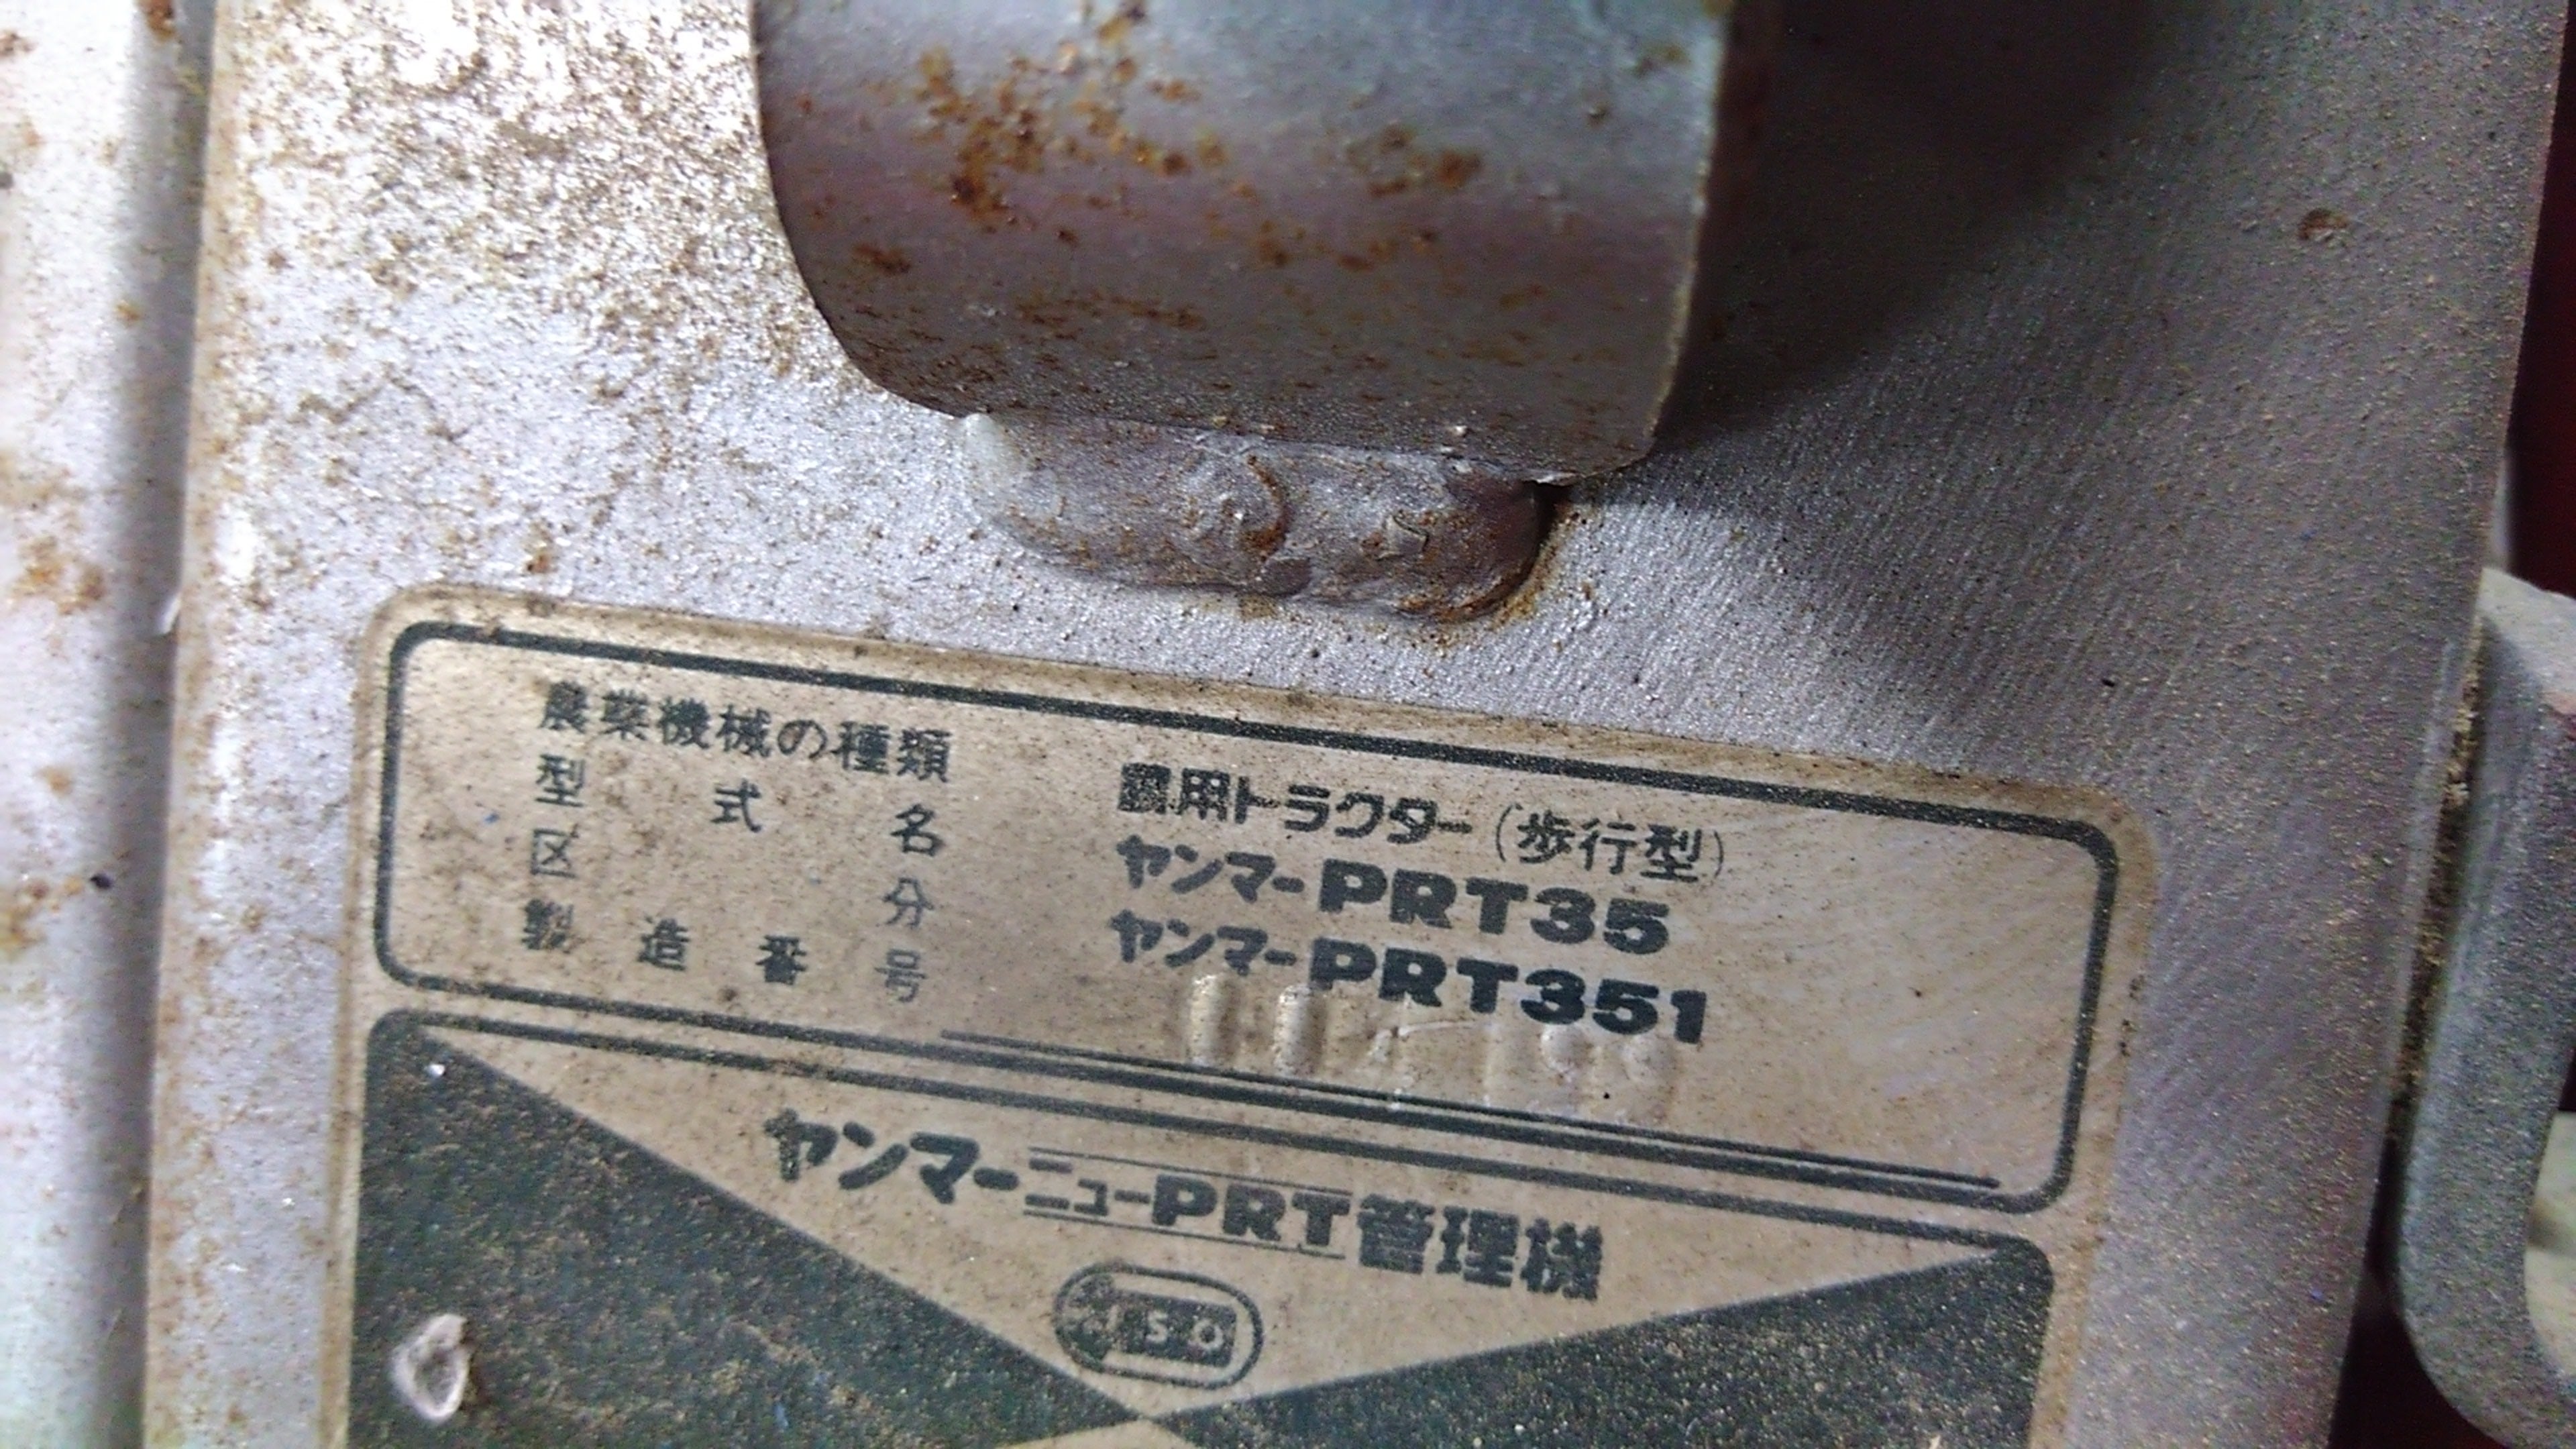 農業機械の種類 農用トラクター(歩行型)
型式名 ヤンマーPRT35
区分 ヤンマーPRT351
製造番号
ヤンマーニューPRT管理機